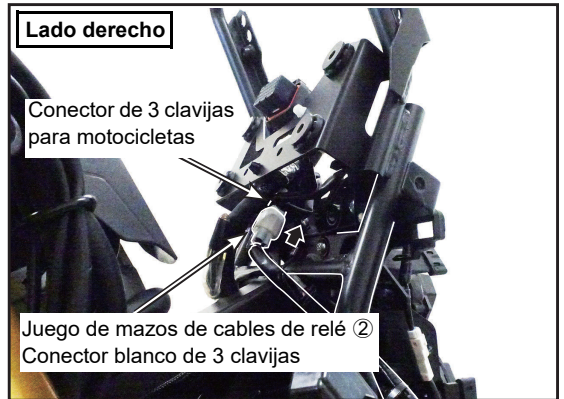 Lado derecho
Conector de 3 clavijas
para motocicletas
Juego de mazos de cables de relé ②
Conector blanco de 3 clavijas